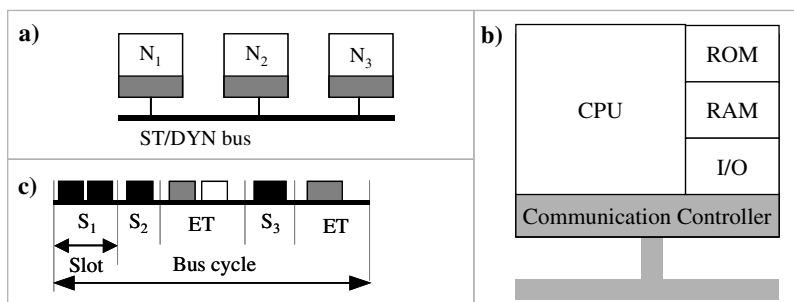 a)
N1 N2 N3
ST/DYN bus
b)
CPU
ROM
RAM
I/O
Communication Controller
c)
S1 S2 ET S3 ET
Slot Bus cycle